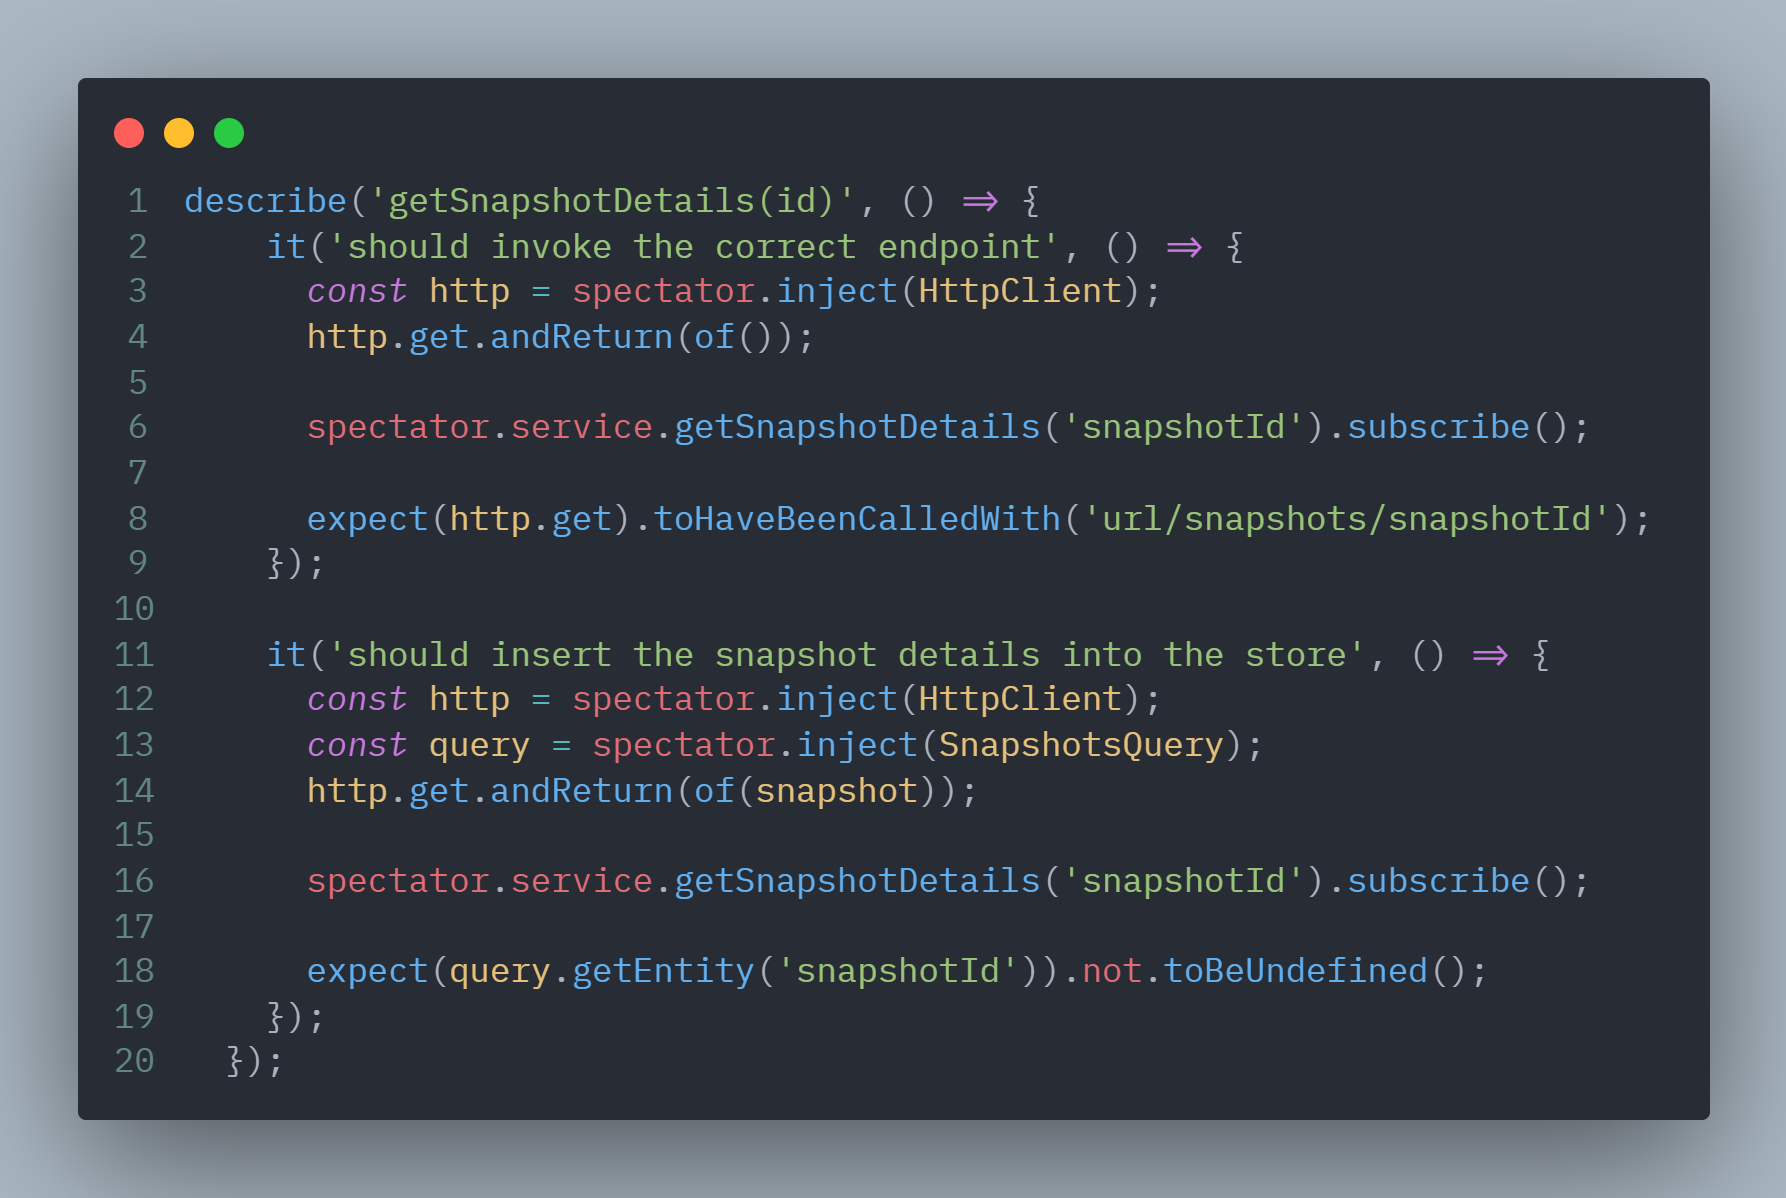 1 describe('getSnapshotDetails(id)', () => {
2     it('should invoke the correct endpoint', () => {
3       const http = spectator.inject(HttpClient);
4       http.get.andReturn(of());
5
6       spectator.service.getSnapshotDetails('snapshotId').subscribe();
7
8       expect(http.get).toHaveBeenCalledWith('url/snapshots/snapshotId');
9     });
10
11     it('should insert the snapshot details into the store', () => {
12       const http = spectator.inject(HttpClient);
13       const query = spectator.inject(SnapshotsQuery);
14       http.get.andReturn(of(snapshot));
15
16       spectator.service.getSnapshotDetails('snapshotId').subscribe();
17
18       expect(query.getEntity('snapshotId')).not.toBeUndefined();
19     });
20   });